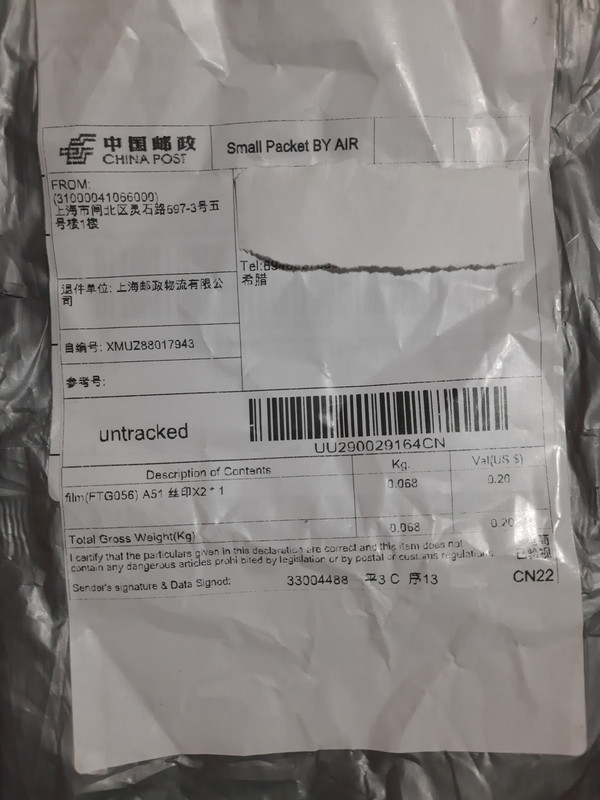 中国邮政
CHINA POST
Small Packet BY AIR
FROM:
(31000041066000)
上海市闸北区灵石路697-3号五
号楼1楼
Tel:
希腊
退件单位: 上海邮政物流有限公
司
自编号: XMUZ88017943
参考号:
untracked
UU290029164CN
Description of Contents
Kg.
Val(US $)
film(FTG056) A51 丝印X2 * 1
0.068
0.20
Total Gross Weight(Kg)
0.068
0.20
I certify that the particulars given in this declaration are correct and this item does not
contain any dangerous articles prohibited by legislation or by postal or customs regulations.
已验视
Sender's signature & Data Signed:
33004488 平3 C 序13
CN22